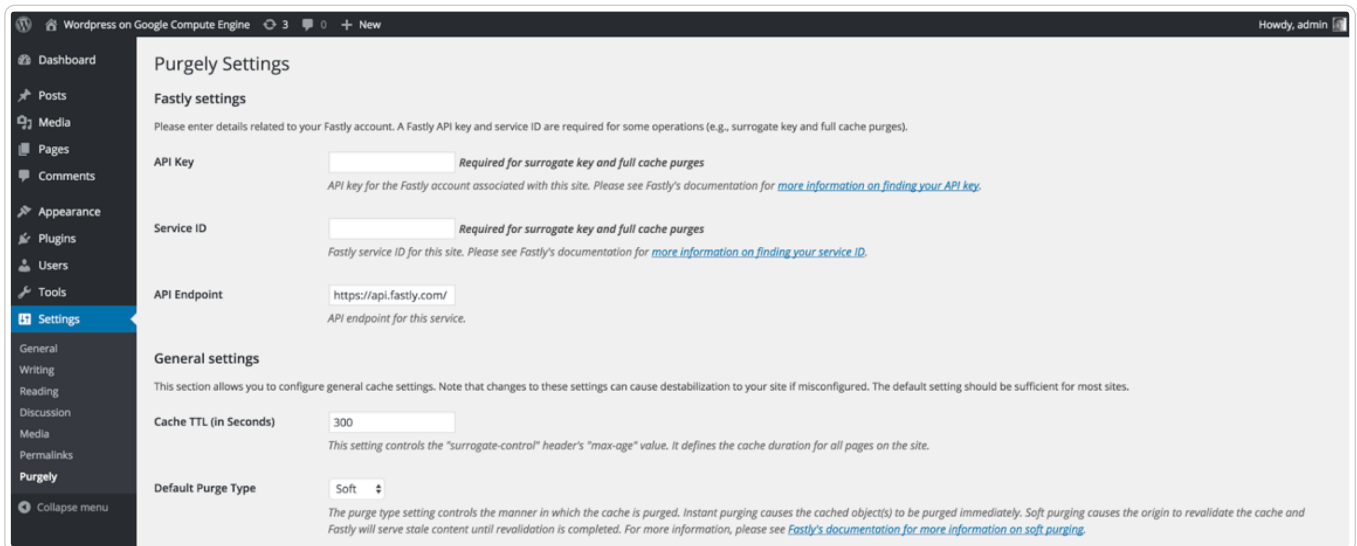 Wordpress on Google Compute Engine 3 0 + New Howdy, admin
Dashboard
Posts
Media
Pages
Comments
Appearance
Plugins
Users
Tools
Settings
General
Writing
Reading
Discussion
Media
Permalinks
Purgely
Collapse menu
Purgely Settings
Fastly settings
Please enter details related to your Fastly account. A Fastly API key and service ID are required for some operations (e.g., surrogate key and full cache purges).
API Key
Required for surrogate key and full cache purges
API key for the Fastly account associated with this site. Please see Fastly's documentation for more information on finding your API key.
Service ID
Required for surrogate key and full cache purges
Fastly service ID for this site. Please see Fastly's documentation for more information on finding your service ID.
API Endpoint
https://api.fastly.com/
API endpoint for this service.
General settings
This section allows you to configure general cache settings. Note that changes to these settings can cause destabilization to your site if misconfigured. The default setting should be sufficient for most sites.
Cache TTL (in Seconds)
300
This setting controls the "surrogate-control" header's "max-age" value. It defines the cache duration for all pages on the site.
Default Purge Type
Soft
The purge type setting controls the manner in which the cache is purged. Instant purging causes the cached object(s) to be purged immediately. Soft purging causes the origin to revalidate the cache and
Fastly will serve stale content until revalidation is completed. For more information, please see Fastly's documentation for more information on soft purging.